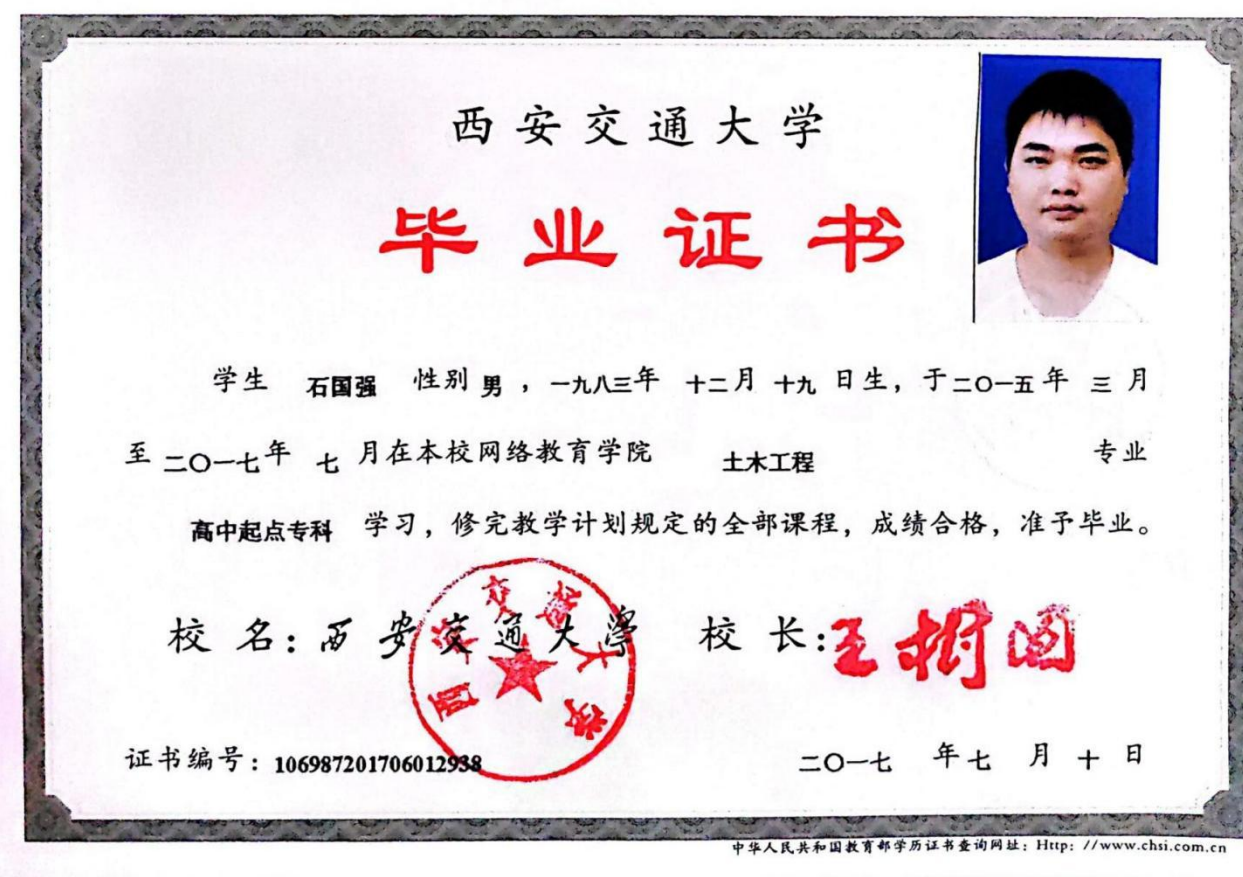 西安交通大学
毕业证书
学生 石国强 性别 男 ，一九八三年 十二月 十九 日生，于二〇一五 年 三 月
至 二〇一七年 七 月在本校网络教育学院 土木工程 专业
高中起点专科 学习，修完教学计划规定的全部课程，成绩合格，准予毕业。
校 名：西安交通大学 校 长：王树国
西安交通大学
证书编号：106987201706012938 二〇一七 年 七 月 十 日
中华人民共和国教育部学历证书查询网址：Http：//www.chsi.com.cn